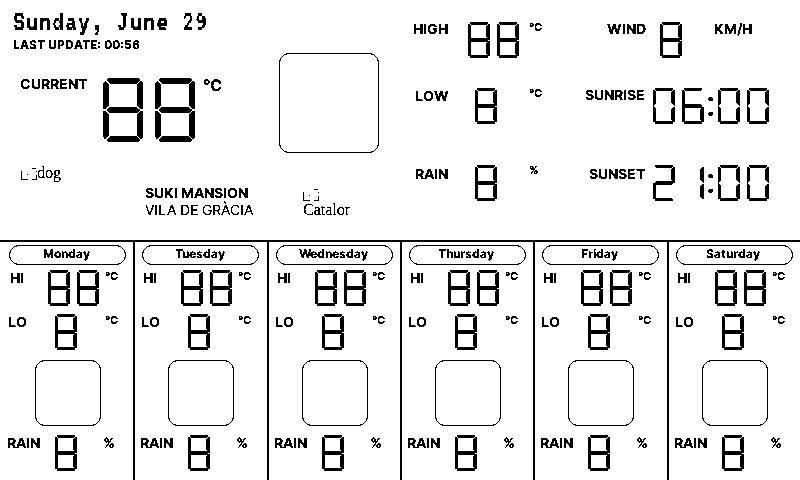 Sunday, June 29
LAST UPDATE: 00:56
CURRENT 88 °C
HIGH 88 °C
WIND 8 KM/H
LOW 8 °C
SUNRISE 06:00
RAIN 8 %
SUNSET 21:00
dog
SUKI MANSION
VILA DE GRÀCIA
Catalor
Monday
HI 88 °C
LO 8 °C
RAIN 8 %
Tuesday
HI 88 °C
LO 8 °C
RAIN 8 %
Wednesday
HI 88 °C
LO 8 °C
RAIN 8 %
Thursday
HI 88 °C
LO 8 °C
RAIN 8 %
Friday
HI 88 °C
LO 8 °C
RAIN 8 %
Saturday
HI 88 °C
LO 8 °C
RAIN 8 %